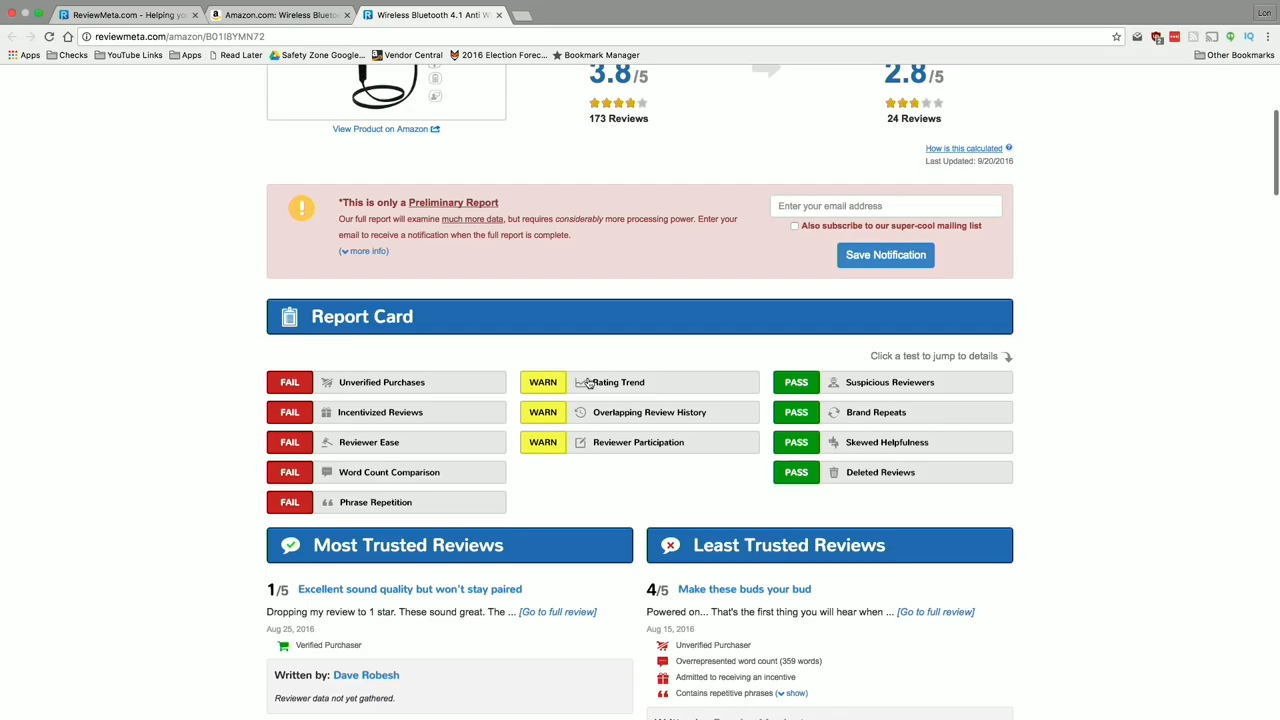 ReviewMeta.com - Helping yo
Amazon.com: Wireless Blueto
Wireless Bluetooth 4.1 Anti W
Lon
reviewmeta.com/amazon/B01I8YMN72
Apps
Checks
YouTube Links
Apps
Read Later
Safety Zone Google...
Vendor Central
2016 Election Forec...
Bookmark Manager
Other Bookmarks
3.8/5
2.8/5
173 Reviews
24 Reviews
View Product on Amazon
How is this calculated
Last Updated: 9/20/2016
*This is only a Preliminary Report
Our full report will examine much more data, but requires considerably more processing power. Enter your
email to receive a notification when the full report is complete.
(more info)
Enter your email address
Also subscribe to our super-cool mailing list
Save Notification
Report Card
Click a test to jump to details
FAIL Unverified Purchases
WARN Rating Trend
PASS Suspicious Reviewers
FAIL Incentivized Reviews
WARN Overlapping Review History
PASS Brand Repeats
FAIL Reviewer Ease
WARN Reviewer Participation
PASS Skewed Helpfulness
FAIL Word Count Comparison
PASS Deleted Reviews
FAIL Phrase Repetition
Most Trusted Reviews
1/5 Excellent sound quality but won't stay paired
Dropping my review to 1 star. These sound great. The ... [Go to full review]
Aug 25, 2016
Verified Purchaser
Written by: Dave Robesh
Reviewer data not yet gathered.
Least Trusted Reviews
4/5 Make these buds your bud
Powered on... That's the first thing you will hear when ... [Go to full review]
Aug 15, 2016
Unverified Purchaser
Overrepresented word count (359 words)
Admitted to receiving an incentive
Contains repetitive phrases (show)